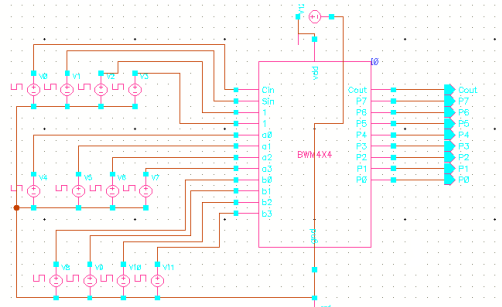 I0
vdd
V0 V1 V2 V3
Cin Cout Cout
Sin P7 P7
1 P6 P6
1 P5 P5
a0 P4 P4
a1 P3 P3
a2 P2 P2
a3 P1 P1
b0 P0 P0
b1
b2
b3
BWM4X4
V4 V5 V6 V7
gnd
V8 V9 V10 V11